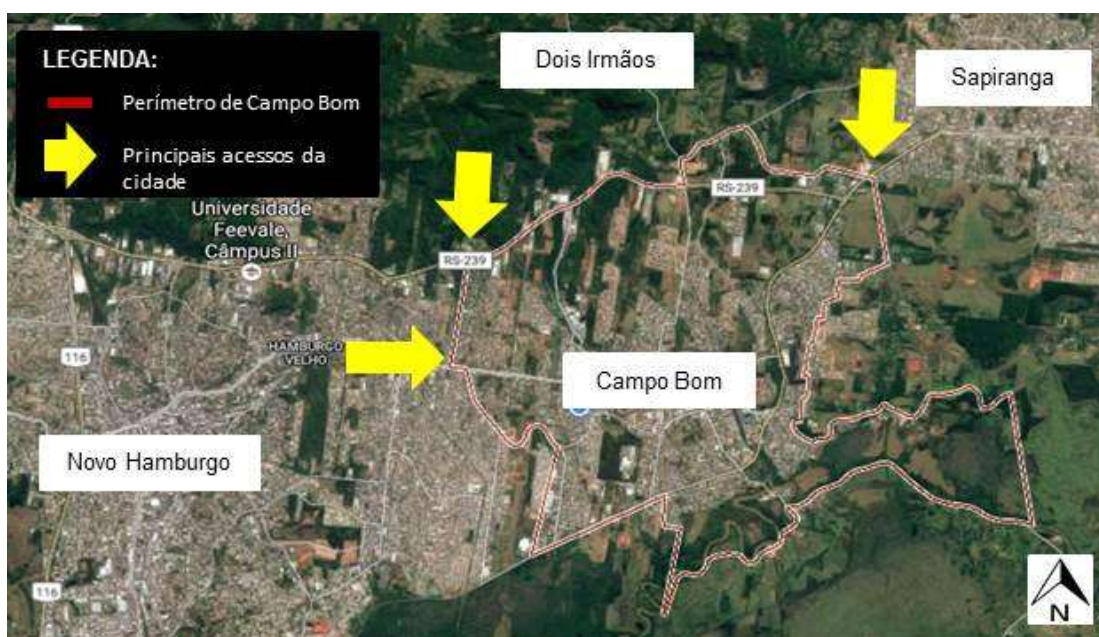 LEGENDA:
Perímetro de Campo Bom
Principais acessos da
cidade
Dois Irmãos
Sapiranga
RS-239
Universidade
Feevale,
Câmpus II
RS-239
116
HAMBURGO
VELHO
Campo Bom
Novo Hamburgo
116
N